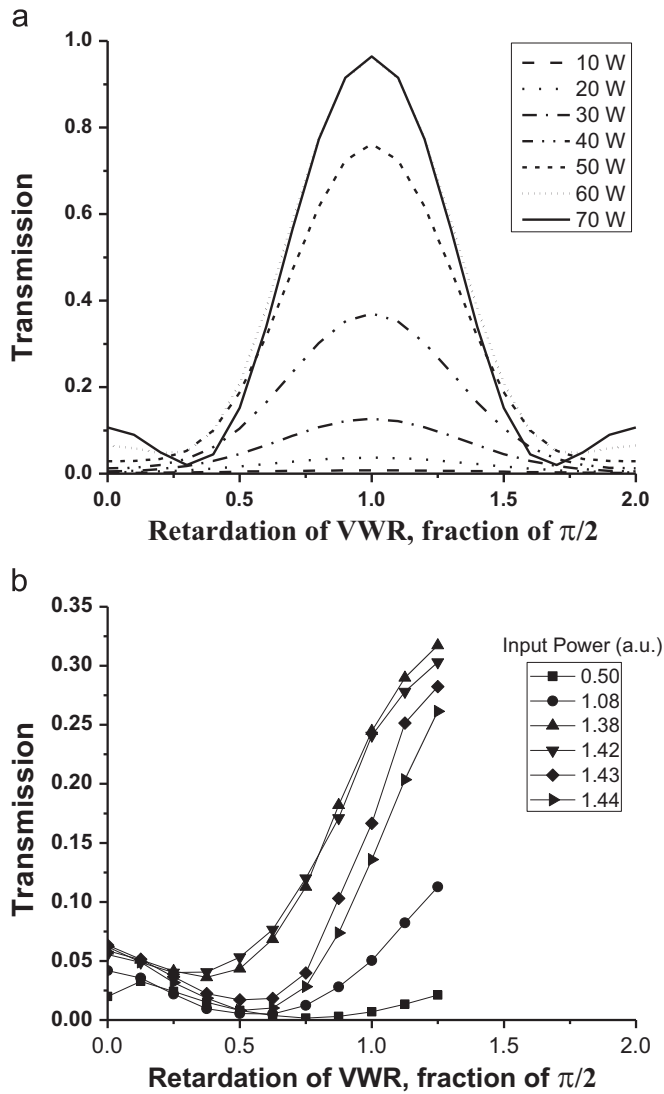 a
1.0
0.8
0.6
0.4
0.2
0.0
Transmission
10 W
20 W
30 W
40 W
50 W
60 W
70 W
0.0 0.5 1.0 1.5 2.0
Retardation of VWR, fraction of π/2
b
0.35
0.30
0.25
0.20
0.15
0.10
0.05
0.00
Transmission
Input Power (a.u.)
0.50
1.08
1.38
1.42
1.43
1.44
0.0 0.5 1.0 1.5 2.0
Retardation of VWR, fraction of π/2